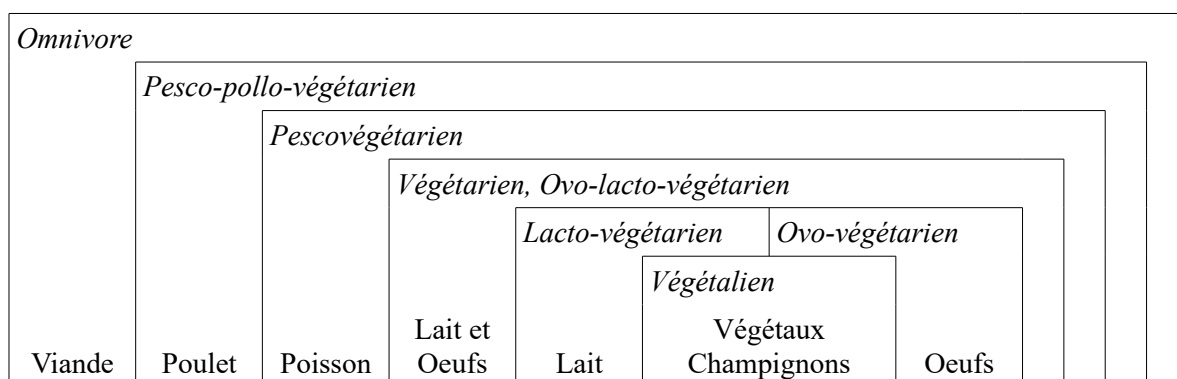 Omnivore
Pesco-pollo-végétarien
Pescovégétarien
Végétarien, Ovo-lacto-végétarien
Lacto-végétarien Ovo-végétarien
Végétalien
Lait et Végétaux
Viande Poulet Poisson Oeufs Lait Champignons Oeufs